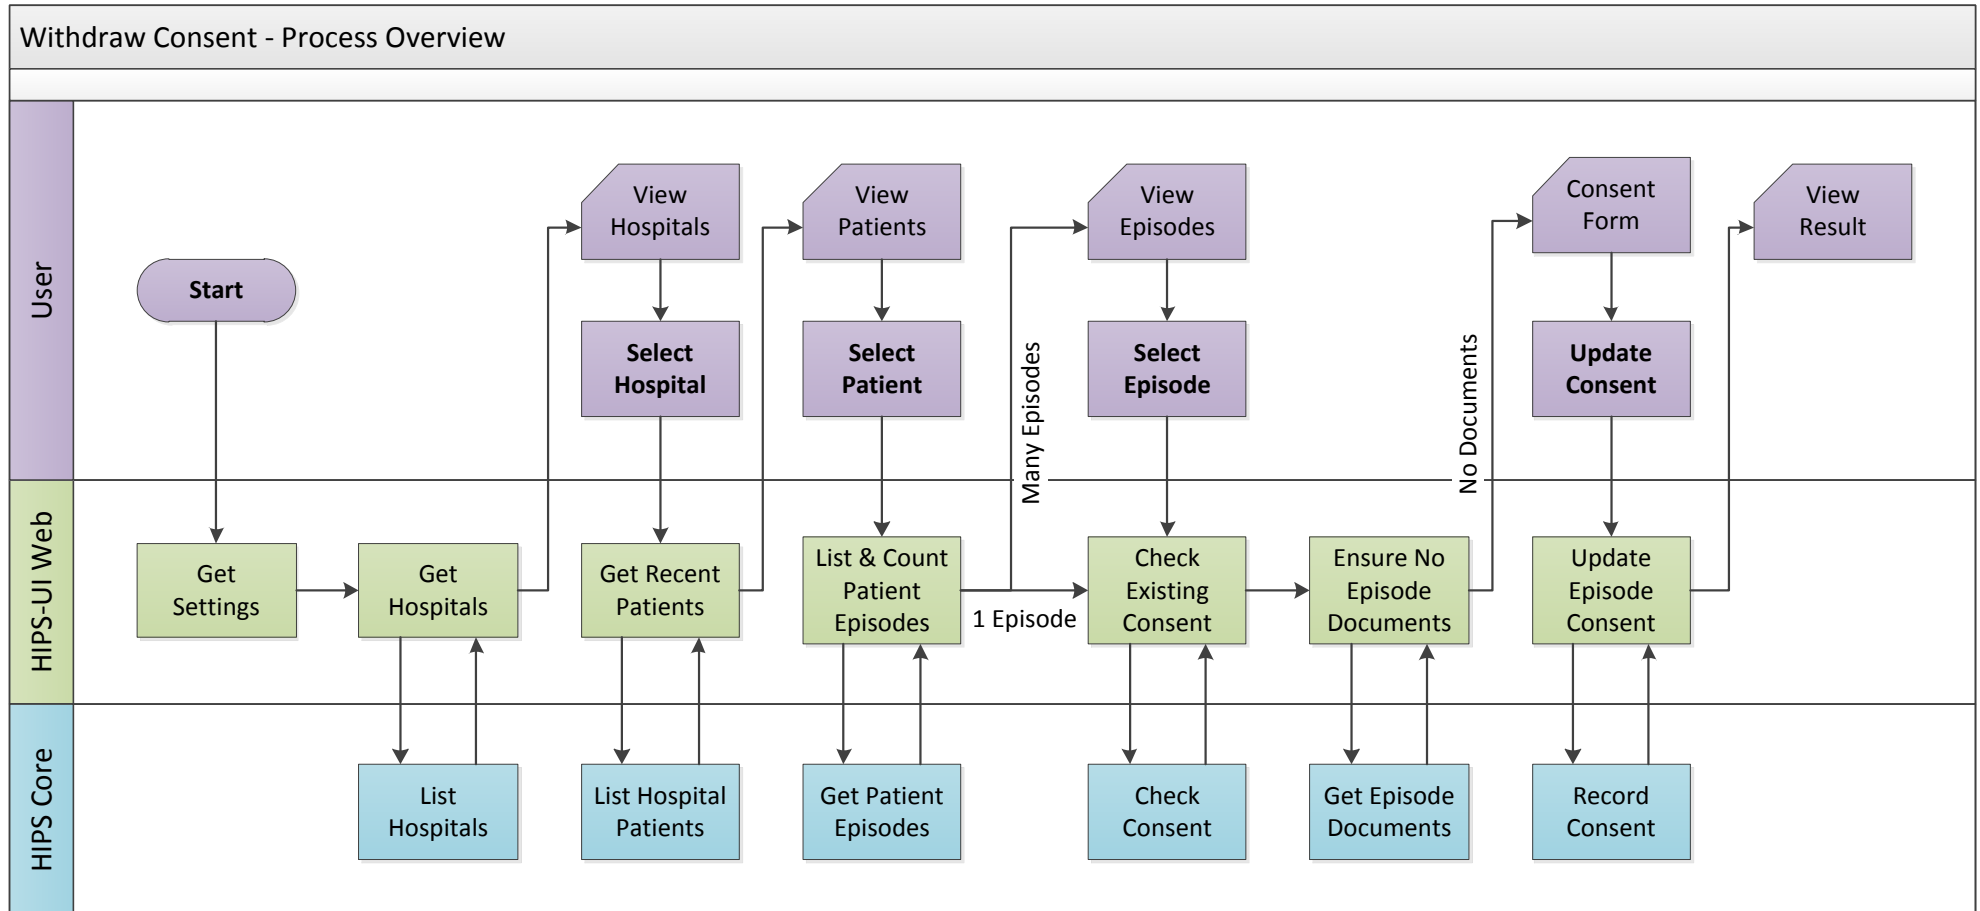 Withdraw Consent - Process Overview
User
Start
View
Hospitals
Select
Hospital
View
Patients
Select
Patient
Many Episodes
View
Episodes
Select
Episode
No Documents
Consent
Form
Update
Consent
View
Result
HIPS-UI Web
Get
Settings
Get
Hospitals
Get Recent
Patients
List & Count
Patient
Episodes
1 Episode
Check
Existing
Consent
Ensure No
Episode
Documents
Update
Episode
Consent
HIPS Core
List
Hospitals
List Hospital
Patients
Get Patient
Episodes
Check
Consent
Get Episode
Documents
Record
Consent